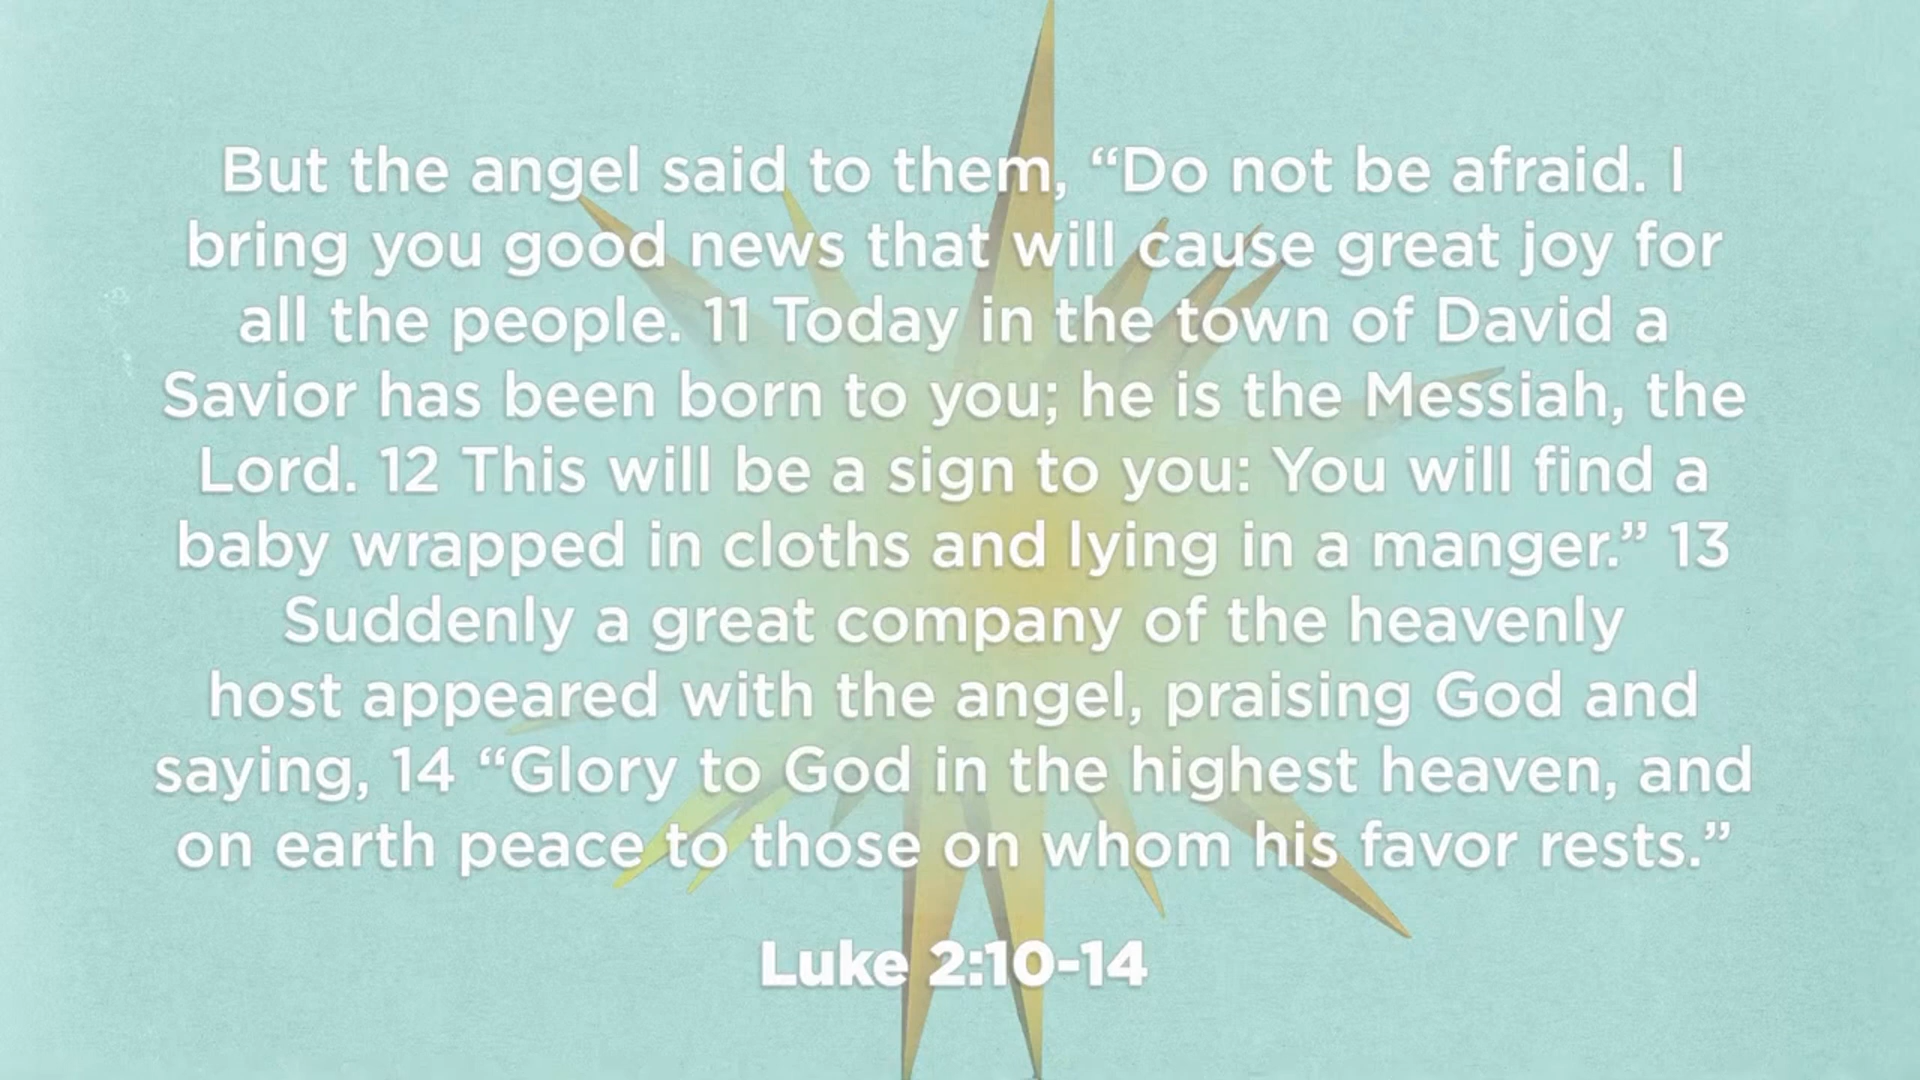 But the angel said to them, “Do not be afraid. I
bring you good news that will cause great joy for
all the people. 11 Today in the town of David a
Savior has been born to you; he is the Messiah, the
Lord. 12 This will be a sign to you: You will find a
baby wrapped in cloths and lying in a manger.” 13
Suddenly a great company of the heavenly
host appeared with the angel, praising God and
saying, 14 “Glory to God in the highest heaven, and
on earth peace to those on whom his favor rests.”
Luke 2:10-14